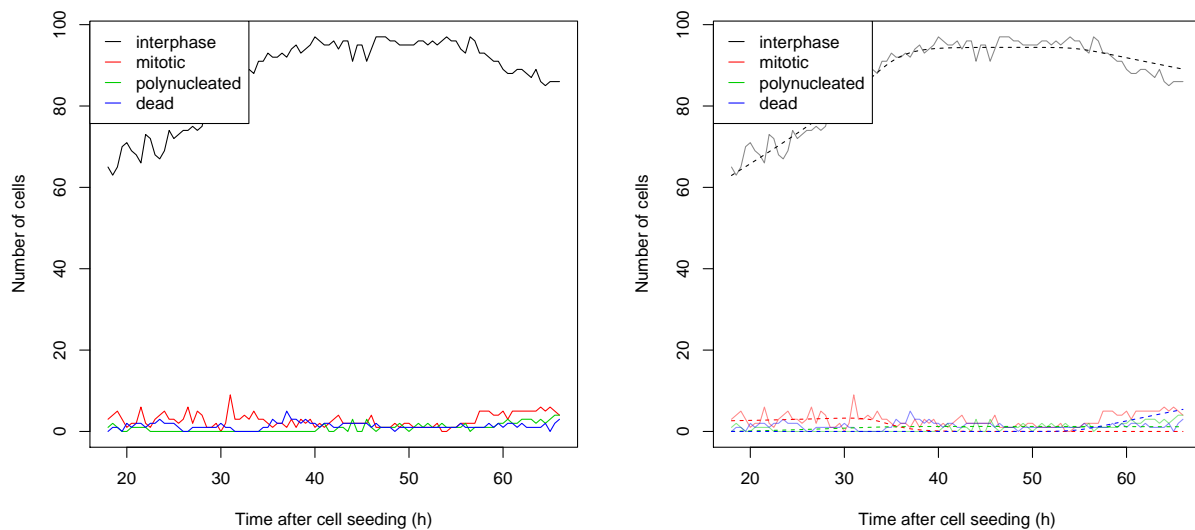 interphase
mitotic
polynucleated
dead
Number of cells
0
20
40
60
80
100
20
30
40
50
60
Time after cell seeding (h)
interphase
mitotic
polynucleated
dead
Number of cells
0
20
40
60
80
100
20
30
40
50
60
Time after cell seeding (h)